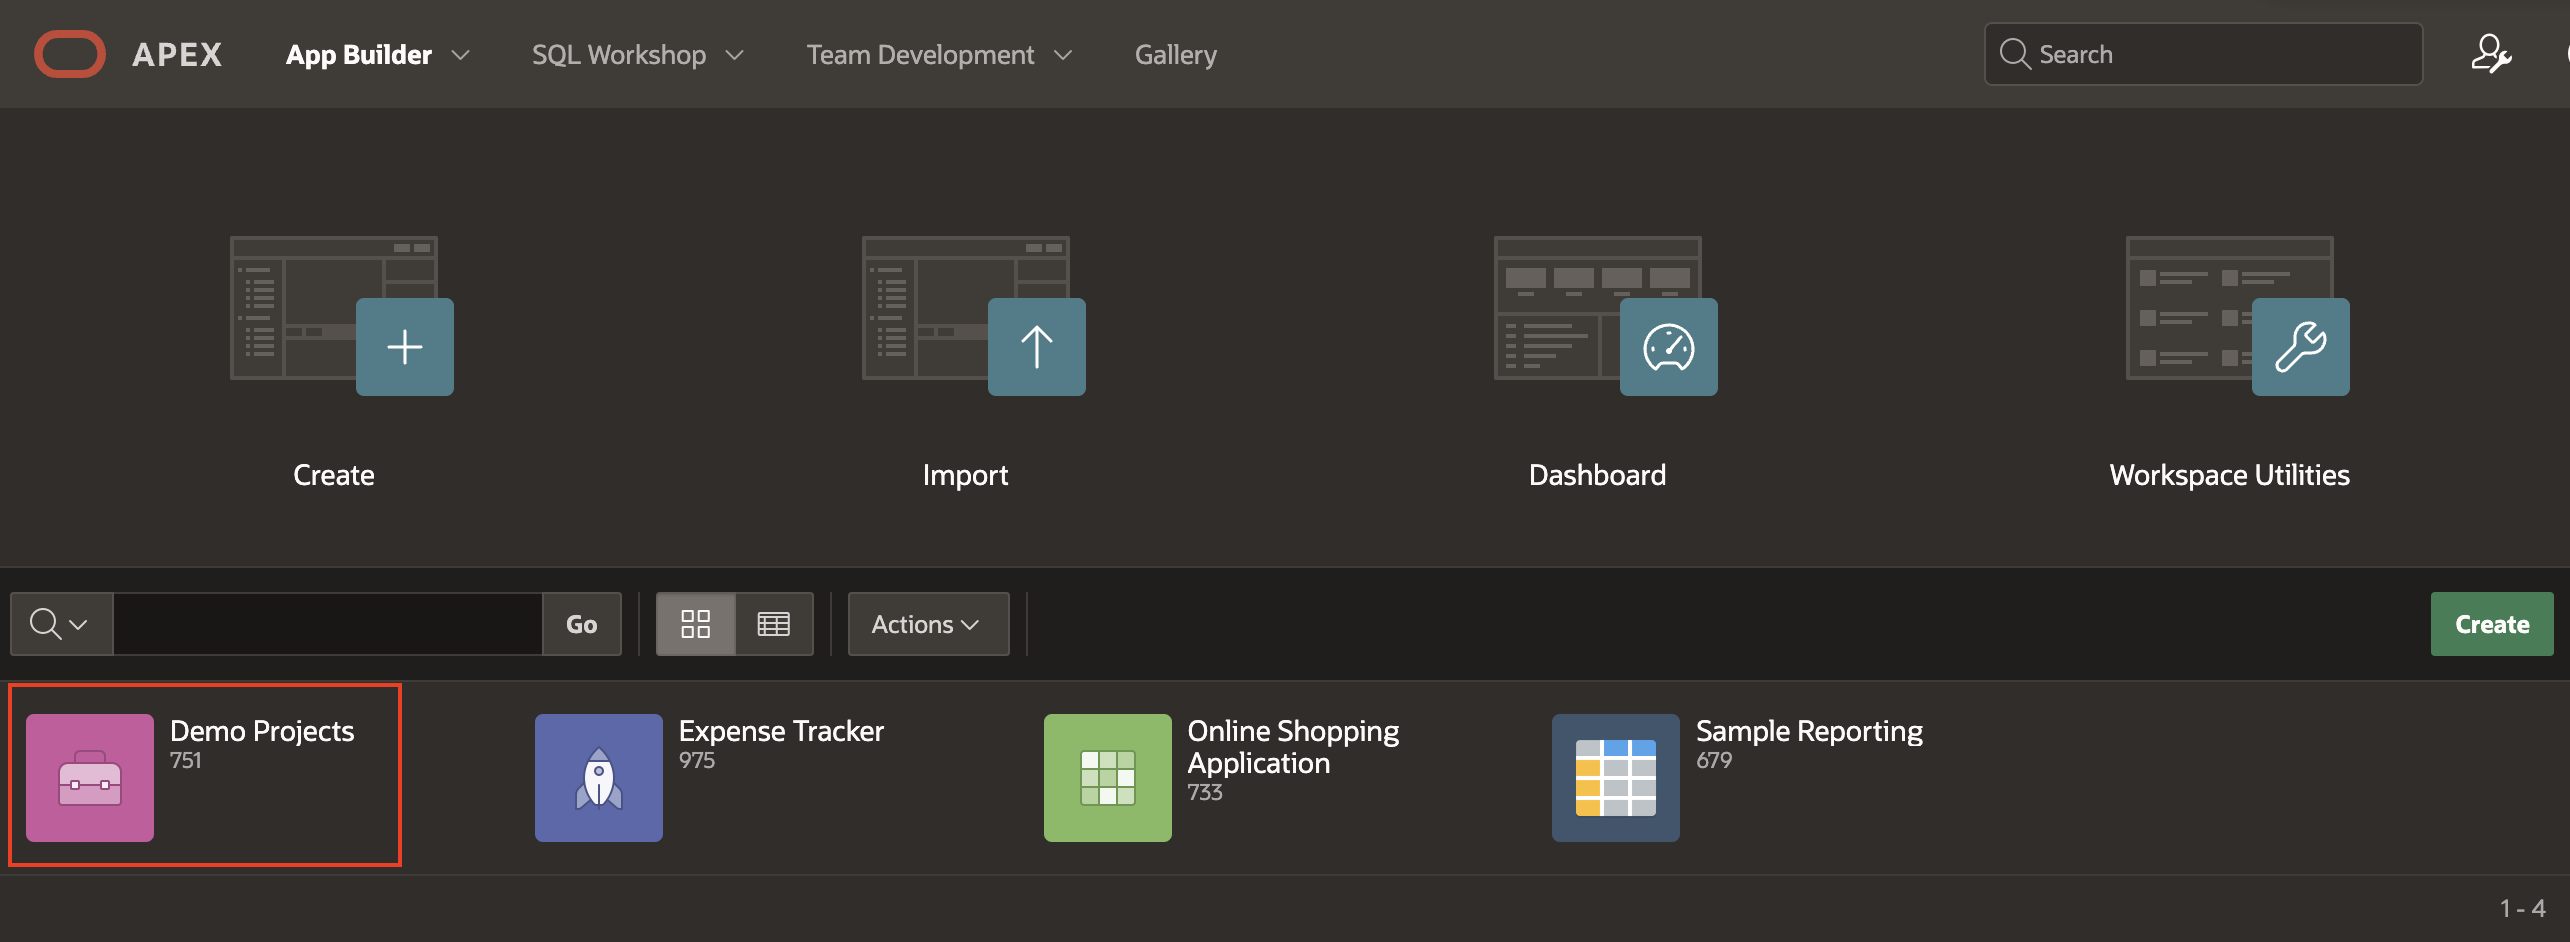 APEX App Builder SQL Workshop Team Development Gallery Search
Create Import Dashboard Workspace Utilities
Go Actions Create
Demo Projects
751
Expense Tracker
975
Online Shopping
Application
733
Sample Reporting
679
1 - 4